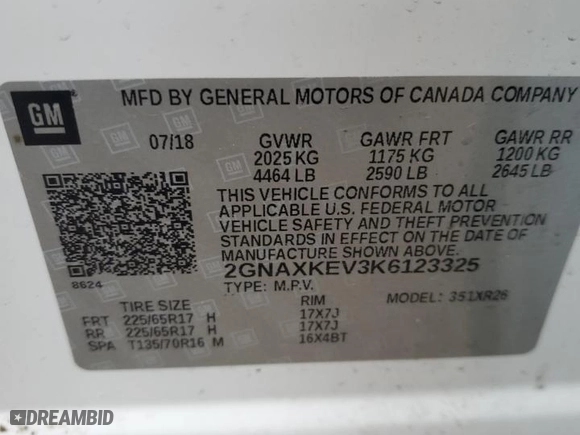 GM
MFD BY GENERAL MOTORS OF CANADA COMPANY
07/18 GVWR GAWR FRT GAWR RR
2025 KG 1175 KG 1200 KG
4464 LB 2590 LB 2645 LB
THIS VEHICLE CONFORMS TO ALL
APPLICABLE U.S. FEDERAL MOTOR
VEHICLE SAFETY AND THEFT PREVENTION
STANDARDS IN EFFECT ON THE DATE OF
MANUFACTURE SHOWN ABOVE.
8624 2GNAXKEV3K6123325
TYPE: M.P.V. MODEL: 3S1XR26
TIRE SIZE RIM
FRT 225/65R17 H 17X7J
RR 225/65R17 H 17X7J
SPA T135/70R16 M 16X4BT
DREAMBID